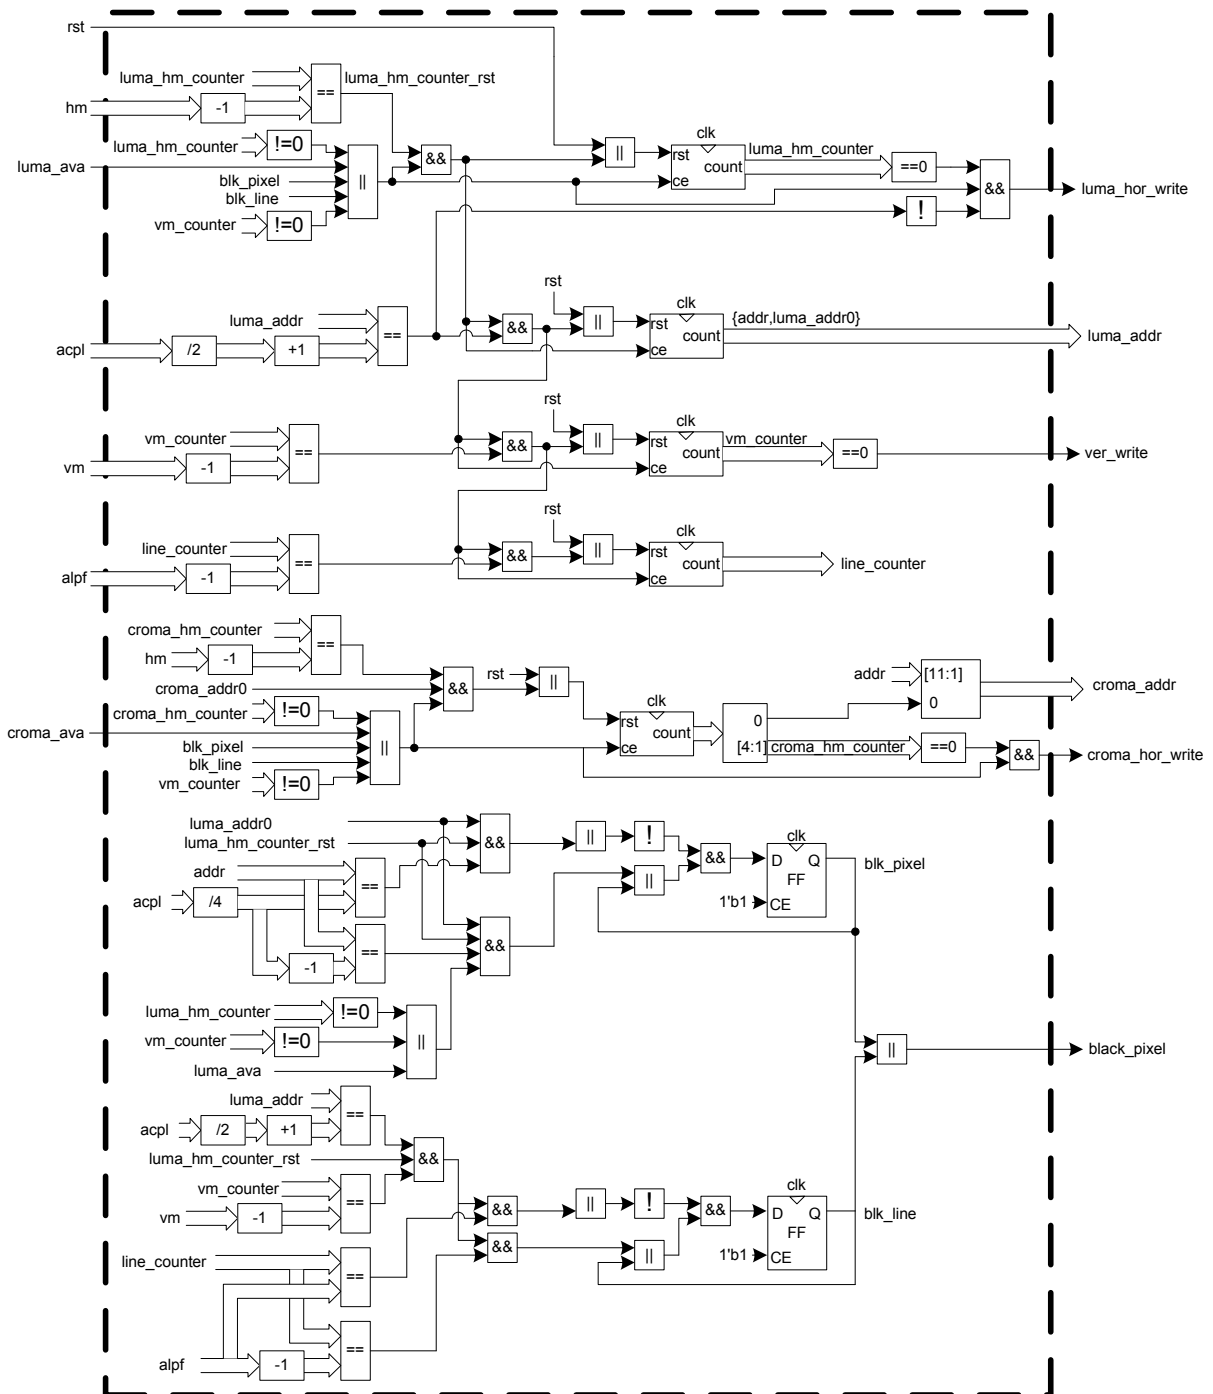 rst
luma_hm_counter
==
luma_hm_counter_rst
hm
-1
luma_hm_counter
!=0
luma_ava
blk_pixel
blk_line
vm_counter
!=0
||
&&
||
clk
rst
count
ce
luma_hm_counter
==0
!
&&
luma_hor_write
luma_addr
==
acpl
/2
+1
&&
rst
||
clk
rst
count
ce
{addr,luma_addr0}
luma_addr
vm_counter
==
vm
-1
&&
rst
||
clk
rst
count
ce
vm_counter
==0
ver_write
line_counter
==
alpf
-1
&&
rst
||
clk
rst
count
ce
line_counter
croma_hm_counter
==
hm
-1
croma_addr0
croma_hm_counter
!=0
croma_ava
blk_pixel
blk_line
vm_counter
!=0
||
&&
rst
||
clk
rst
count
ce
0
[4:1]
croma_hm_counter
==0
&&
addr
[11:1]
0
croma_addr
croma_hor_write
luma_addr0
luma_hm_counter_rst
&&
addr
==
acpl
/4
==
-1
&&
luma_hm_counter
!=0
vm_counter
!=0
luma_ava
||
||
!
||
&&
clk
D Q
FF
1'b1
CE
blk_pixel
||
black_pixel
luma_addr
==
acpl
/2
+1
luma_hm_counter_rst
&&
vm_counter
==
vm
-1
&&
&&
line_counter
==
==
alpf
-1
||
!
||
&&
clk
D Q
FF
1'b1
CE
blk_line